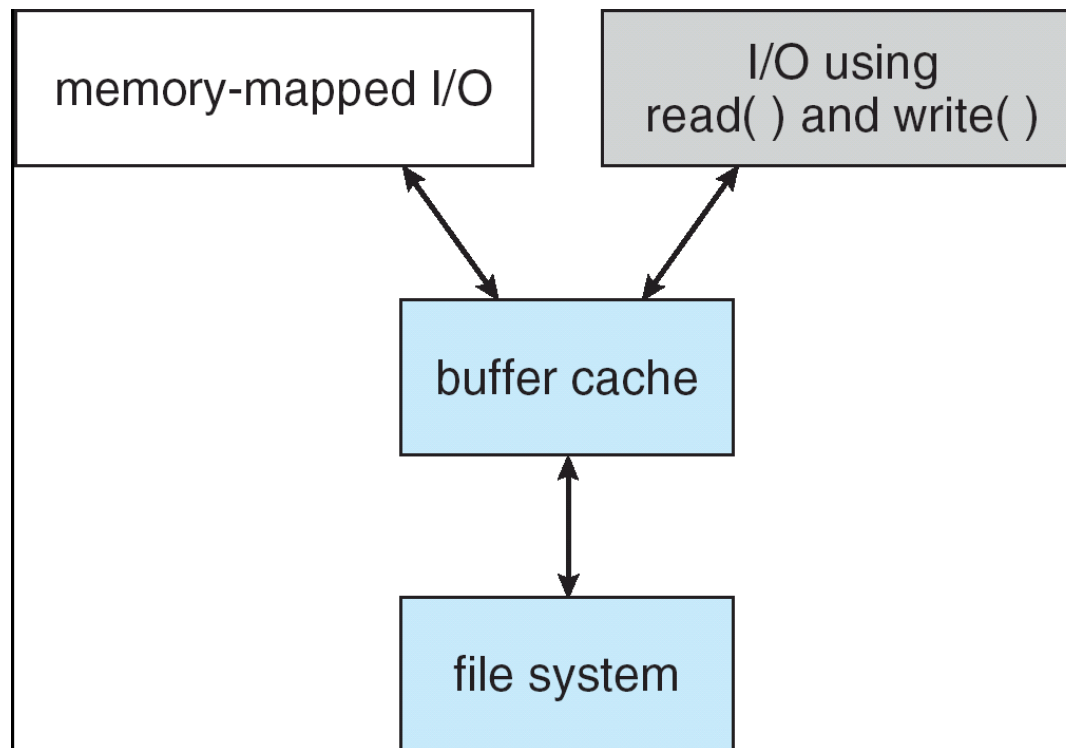 memory-mapped I/O
I/O using
read( ) and write( )
buffer cache
file system